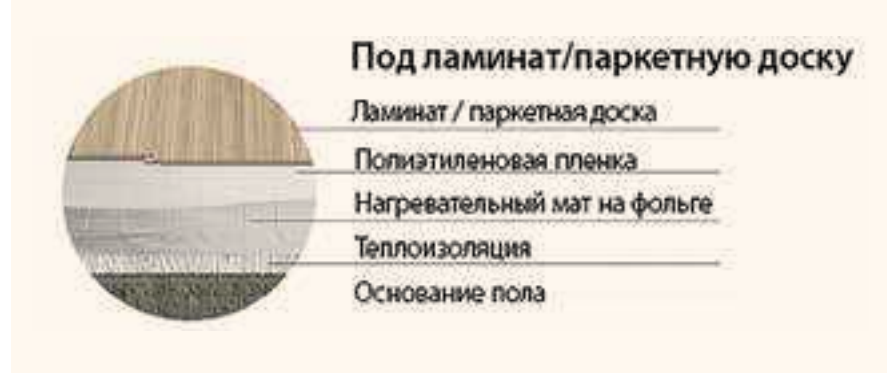 Под ламинат/паркетную доску
Ламинат / паркетная доска
Полиэтиленовая пленка
Нагревательный мат на фольге
Теплоизоляция
Основание пола